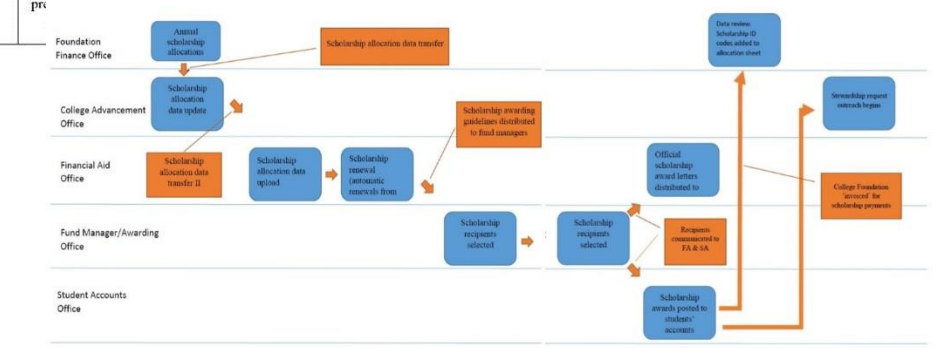 pro
Foundation
Finance Office
Annual
scholarship
allocations
Scholarship allocation data transfer
Data review.
Scholarship ID
codes added to
allocation sheet
College Advancement
Office
Scholarship
allocation
data update
Scholarship awarding
guidelines distributed
to fund managers
Stewardship request
outreach begins
Financial Aid
Office
Scholarship
allocation data
transfer II
Scholarship
allocation data
upload
Scholarship
renewal
(automatic
renewals from
Official
scholarship
award letters
distributed to
College Foundation
'invoiced' for the
scholarship payments
Fund Manager/Awarding
Office
Scholarship
recipients
selected
Scholarship
recipients
selected
Recipients
communicated to
FA & SA
Student Accounts
Office
Scholarship
awards posted to
students'
accounts